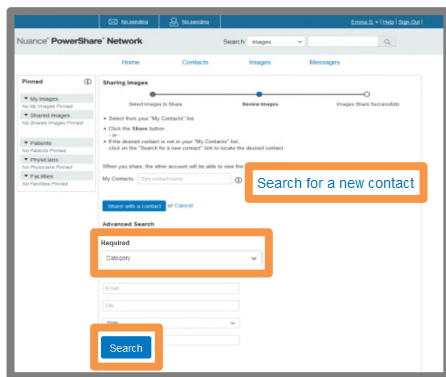 No pending No pending Emma S. | Help | Sign Out
Nuance® PowerShare™ Network Search Images
Home Contacts Images Messages
Pinned
My Images
No My Images Pinned
Shared Images
No Shared Images Pinned
Patients
No Patients Pinned
Physicians
No Physicians Pinned
Facilities
No Facilities Pinned
Sharing Images
Select Images to Share Review Images Images Share Successfully
• Select from your "My Contacts" list.
• Click the Share button
- or -
• If the desired contact is not in your "My Contacts" list,
click on the "Search for a new contact" link to locate the desired contact
When you share, the other account will be able to view the
My Contacts Type contact name
Search for a new contact
Share with a contact or Cancel
Advanced Search
Required
Category
Email
City
State
Search